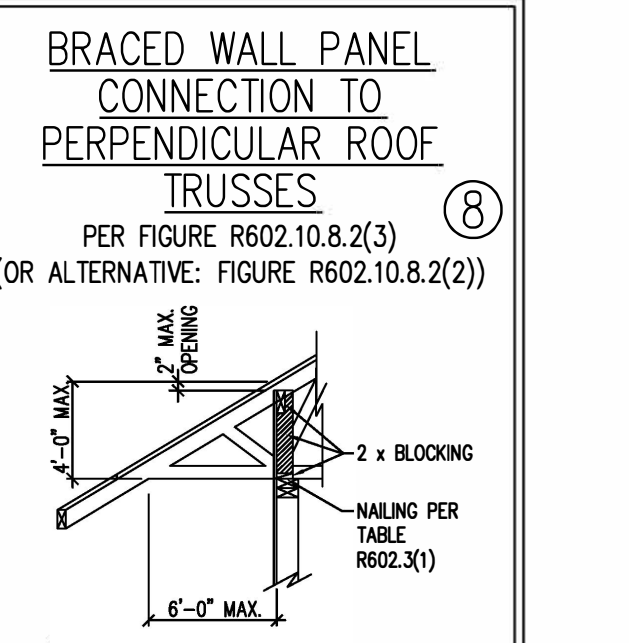 BRACED WALL PANEL
CONNECTION TO
PERPENDICULAR ROOF
TRUSSES
8
PER FIGURE R602.10.8.2(3)
(OR ALTERNATIVE: FIGURE R602.10.8.2(2))
2" MAX.
OPENING
4'-0" MAX
2 x BLOCKING
NAILING PER
TABLE
R602.3(1)
6'-0" MAX.